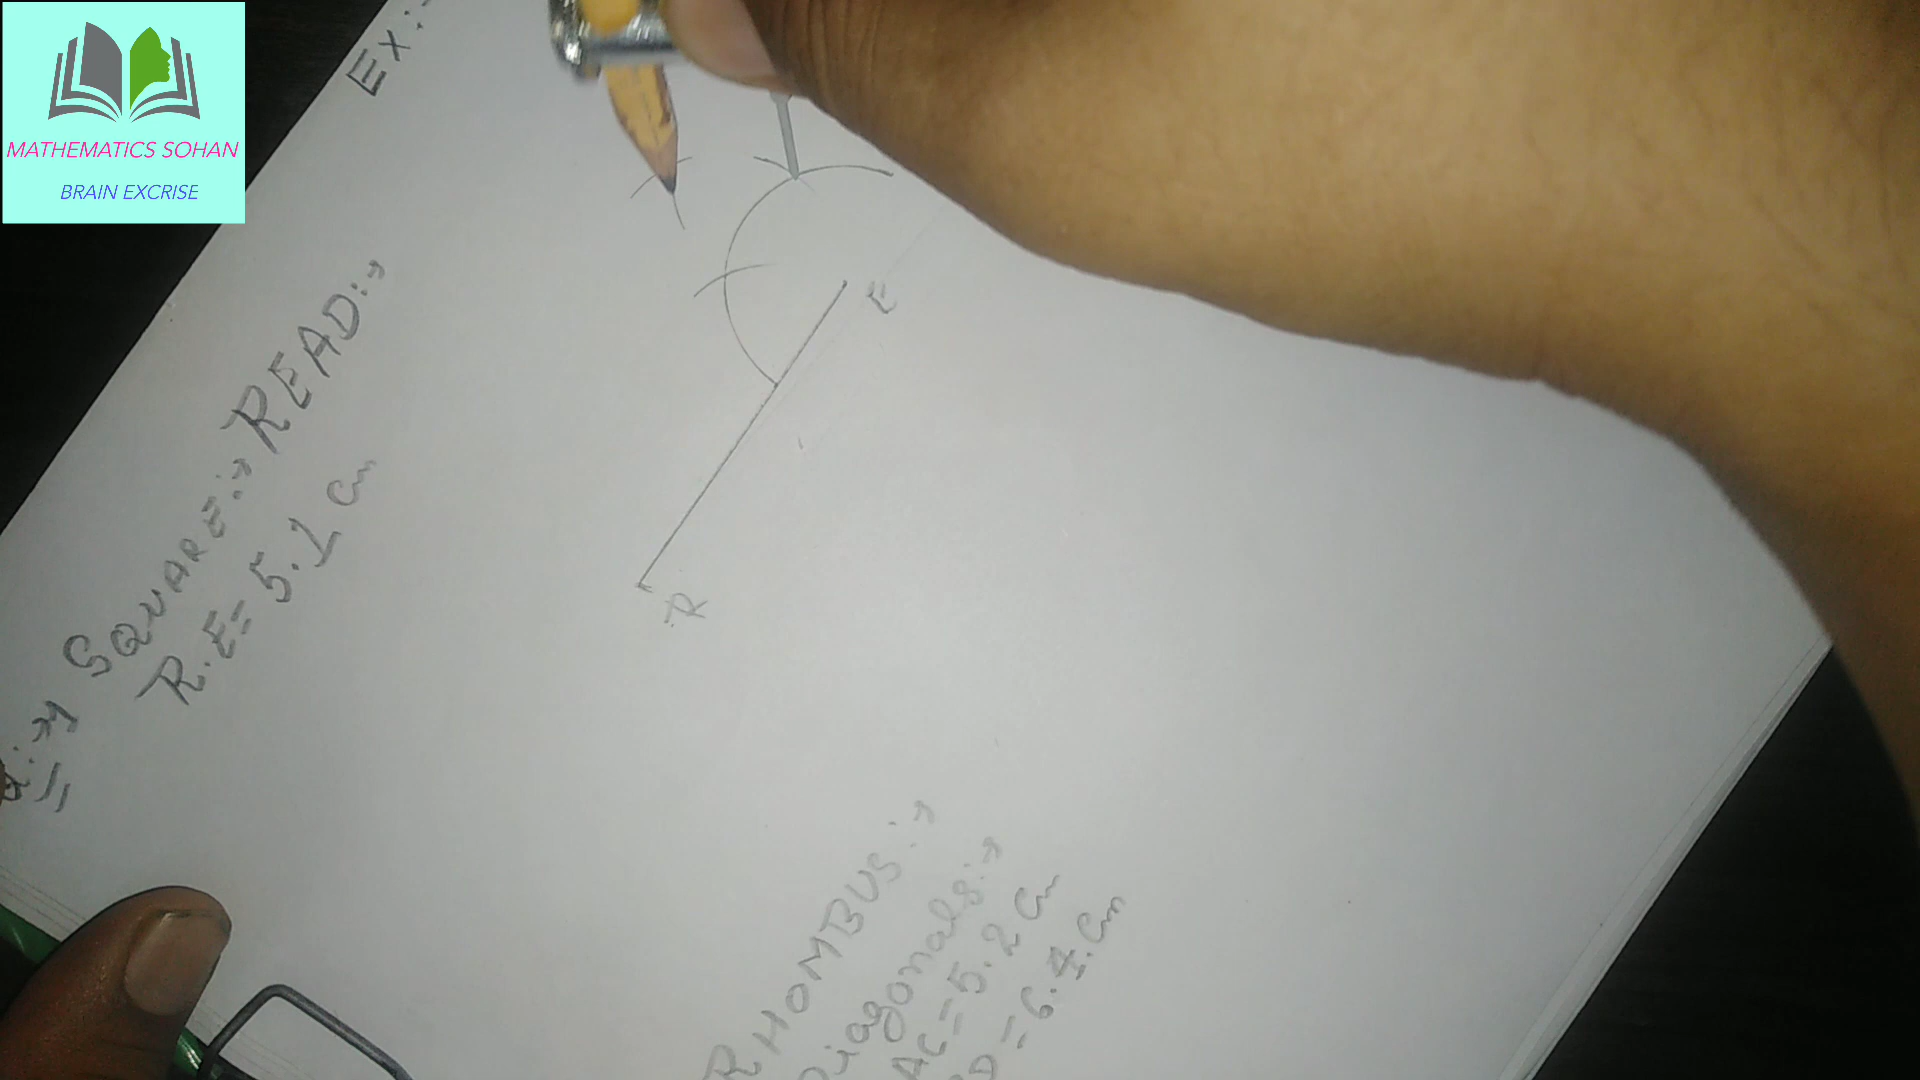 MATHEMATICS SOHAN
BRAIN EXCRISE
Ex:-
SQUARE:→ READ:→
R.E= 5.1 cm
E
R
RHOMBUS:→
Diagonals:→
AC=5.2 cm
=6.4.cm